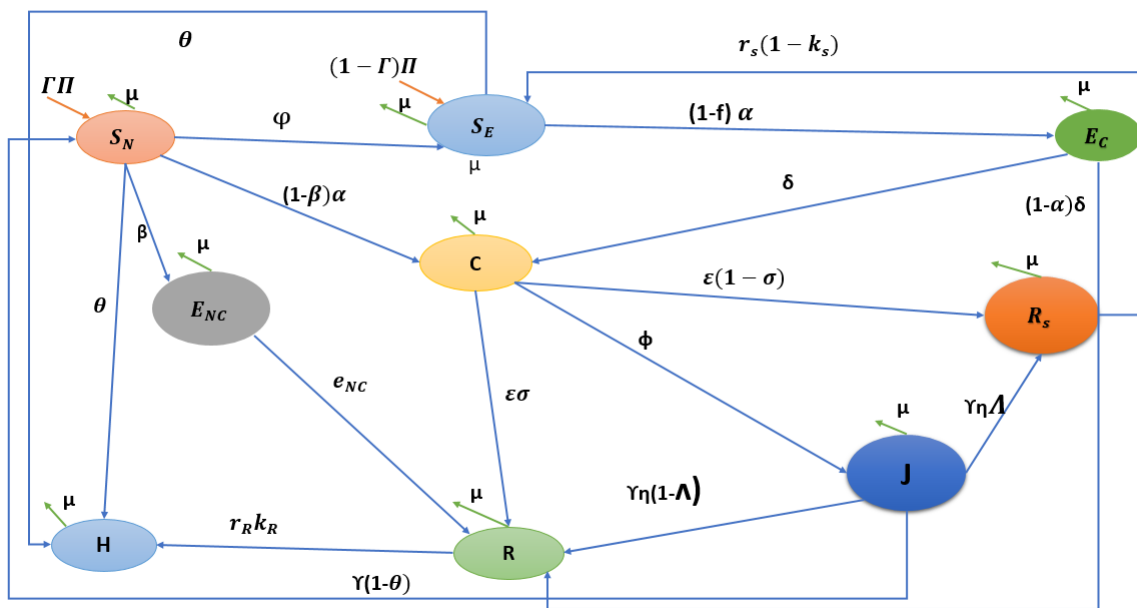 θ
r_s(1 − k_s)
(1 − Γ)Π
ΓΠ
μ
μ
μ
S_N
φ
S_E
(1-f) α
E_C
μ
(1-β)α
δ
(1-α)δ
β
μ
μ
μ
C
ε(1 − σ)
E_NC
θ
R_s
ϕ
e_NC
εσ
μ
ϒηΛ
J
μ
μ
ϒη(1-Λ)
r_R k_R
H
R
ϒ(1-θ)